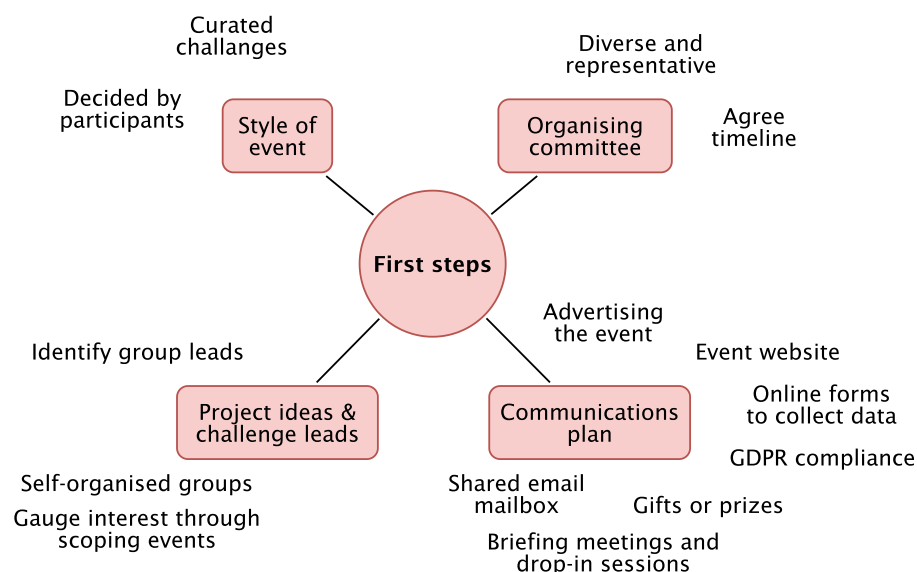 Curated
challanges
Decided by
participants
Style of
event
Diverse and
representative
Organising
committee
Agree
timeline
First steps
Identify group leads
Project ideas &
challenge leads
Self-organised groups
Gauge interest through
scoping events
Advertising
the event
Event website
Communications
plan
Online forms
to collect data
GDPR compliance
Shared email
mailbox
Gifts or prizes
Briefing meetings and
drop-in sessions